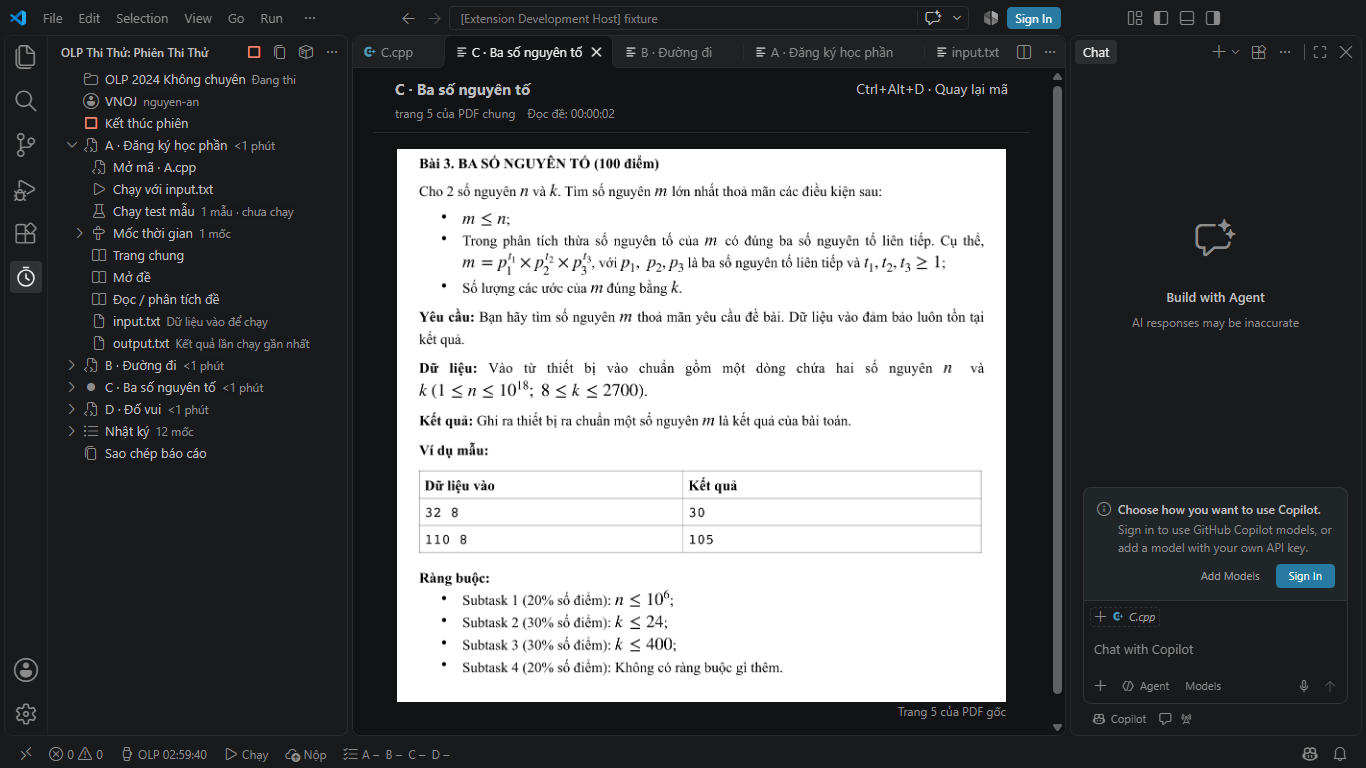 File Edit Selection View Go Run ···
[Extension Development Host] fixture
Sign In
OLP Thi Thử: Phiên Thi Thử
OLP 2024 Không chuyên Đang thi
VNOJ nguyen-an
Kết thúc phiên
A · Đăng ký học phần <1 phút
Mở mã · A.cpp
Chạy với input.txt
Chạy test mẫu 1 mẫu · chưa chạy
Mốc thời gian 1 mốc
Trang chung
Mở đề
Đọc / phân tích đề
input.txt Dữ liệu vào để chạy
output.txt Kết quả lần chạy gần nhất
B · Đường đi <1 phút
C · Ba số nguyên tố <1 phút
D · Đố vui <1 phút
Nhật ký 12 mốc
Sao chép báo cáo
C.cpp
C · Ba số nguyên tố
B · Đường đi
A · Đăng ký học phần
input.txt
C · Ba số nguyên tố
Ctrl+Alt+D · Quay lại mã
trang 5 của PDF chung Đọc đề: 00:00:02
Bài 3. BA SỐ NGUYÊN TỐ (100 điểm)
Cho 2 số nguyên n và k. Tìm số nguyên m lớn nhất thoả mãn các điều kiện sau:
• m ≤ n;
• Trong phân tích thừa số nguyên tố của m có đúng ba số nguyên tố liên tiếp. Cụ thể,
m = p₁^t₁ × p₂^t₂ × p₃^t₃, với p₁, p₂, p₃ là ba số nguyên tố liên tiếp và t₁, t₂, t₃ ≥ 1;
• Số lượng các ước của m đúng bằng k.
Yêu cầu: Bạn hãy tìm số nguyên m thoả mãn yêu cầu đề bài. Dữ liệu vào đảm bảo luôn tồn tại
kết quả.
Dữ liệu: Vào từ thiết bị vào chuẩn gồm một dòng chứa hai số nguyên n và
k (1 ≤ n ≤ 10¹⁸; 8 ≤ k ≤ 2700).
Kết quả: Ghi ra thiết bị ra chuẩn một số nguyên m là kết quả của bài toán.
Ví dụ mẫu:
Dữ liệu vào Kết quả
32 8 30
110 8 105
Ràng buộc:
• Subtask 1 (20% số điểm): n ≤ 10⁶;
• Subtask 2 (30% số điểm): k ≤ 24;
• Subtask 3 (30% số điểm): k ≤ 400;
• Subtask 4 (20% số điểm): Không có ràng buộc gì thêm.
Trang 5 của PDF gốc
Chat
Build with Agent
AI responses may be inaccurate
Choose how you want to use Copilot.
Sign in to use GitHub Copilot models, or
add a model with your own API key.
Add Models Sign In
C.cpp
Chat with Copilot
Agent Models
Copilot
0 0 OLP 02:59:40 Chạy Nộp A – B – C – D –